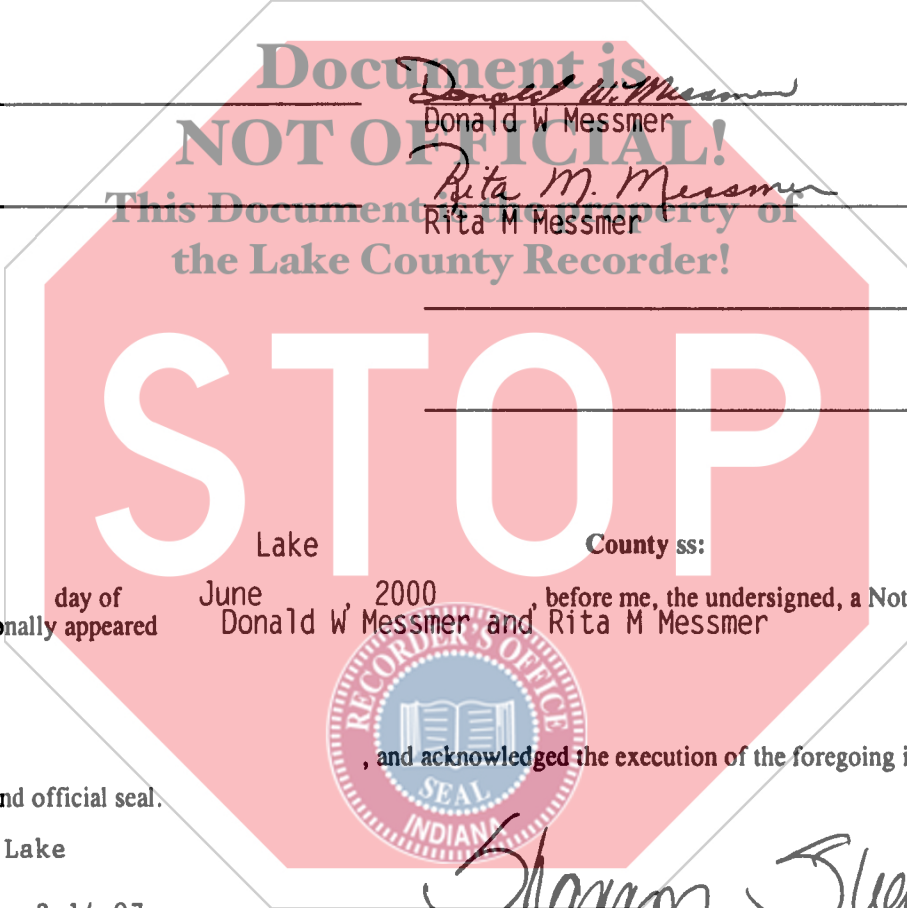 Document is
Donald W. Messmer
Donald W Messmer
NOT OFFICIAL!
Rita M. Messmer
This Document is the property of
Rita M Messmer
the Lake County Recorder!
STOP
Lake County ss:
day of June , 2000 , before me, the undersigned, a Not
onally appeared Donald W Messmer and Rita M Messmer
RECORDER'S OFFICE
, and acknowledged the execution of the foregoing i
SEAL
nd official seal.
INDIANA
Lake
Sharon